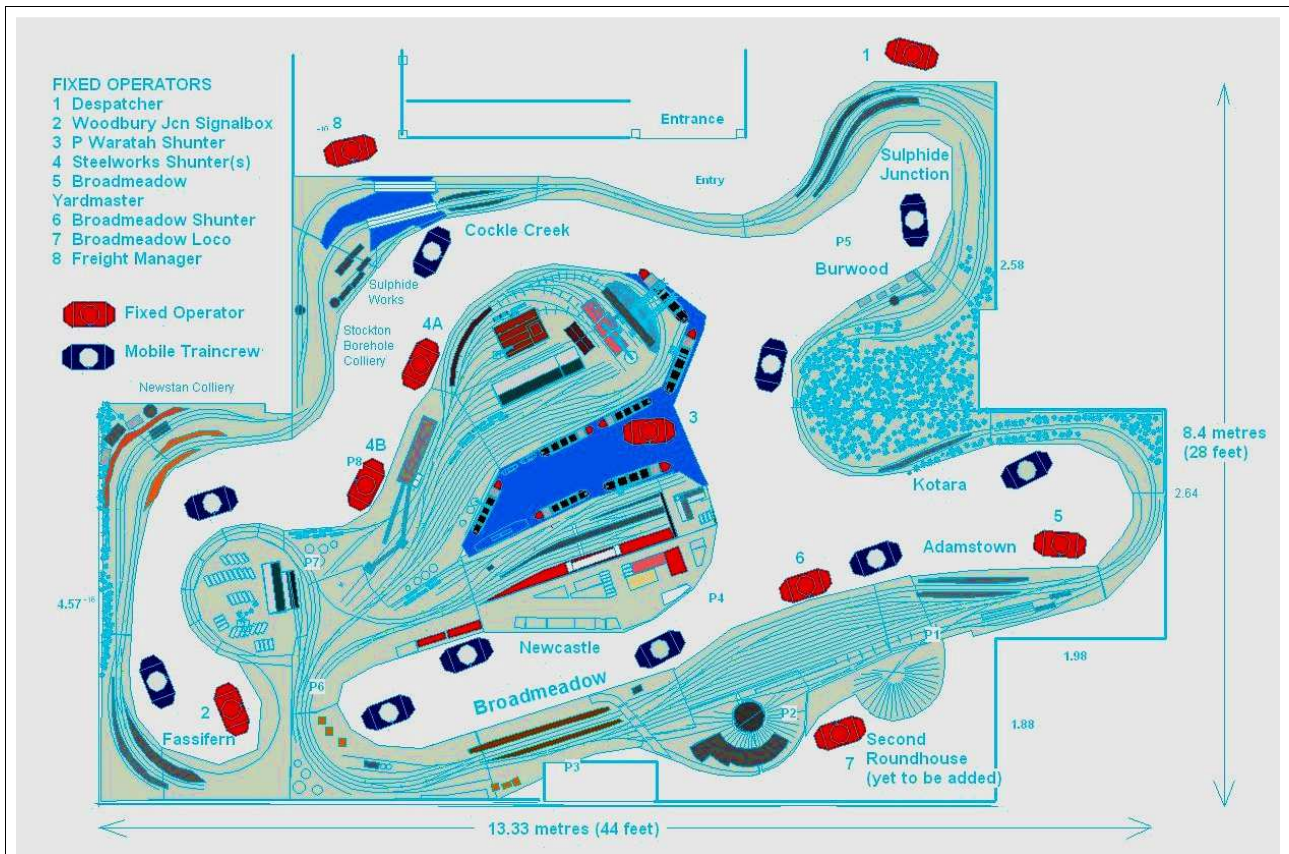 FIXED OPERATORS
1 Despatcher
2 Woodbury Jcn Signalbox
3 P Waratah Shunter
4 Steelworks Shunter(s)
5 Broadmeadow
Yardmaster
6 Broadmeadow Shunter
7 Broadmeadow Loco
8 Freight Manager
Fixed Operator
Mobile Traincrew
1
8
Entrance
Entry
Sulphide
Junction
Cockle Creek
P5
Burwood
2.58
Sulphide
Works
Stockton
Borehole
Colliery
4A
Newstan Colliery
3
8.4 metres
(28 feet)
4B
P8
Kotara
2.64
5
Adamstown
P7
6
4.57
P4
Newcastle
P1
1.98
Broadmeadow
P6
2
Fassifern
P2
1.88
Second
7 Roundhouse
(yet to be added)
P3
13.33 metres (44 feet)